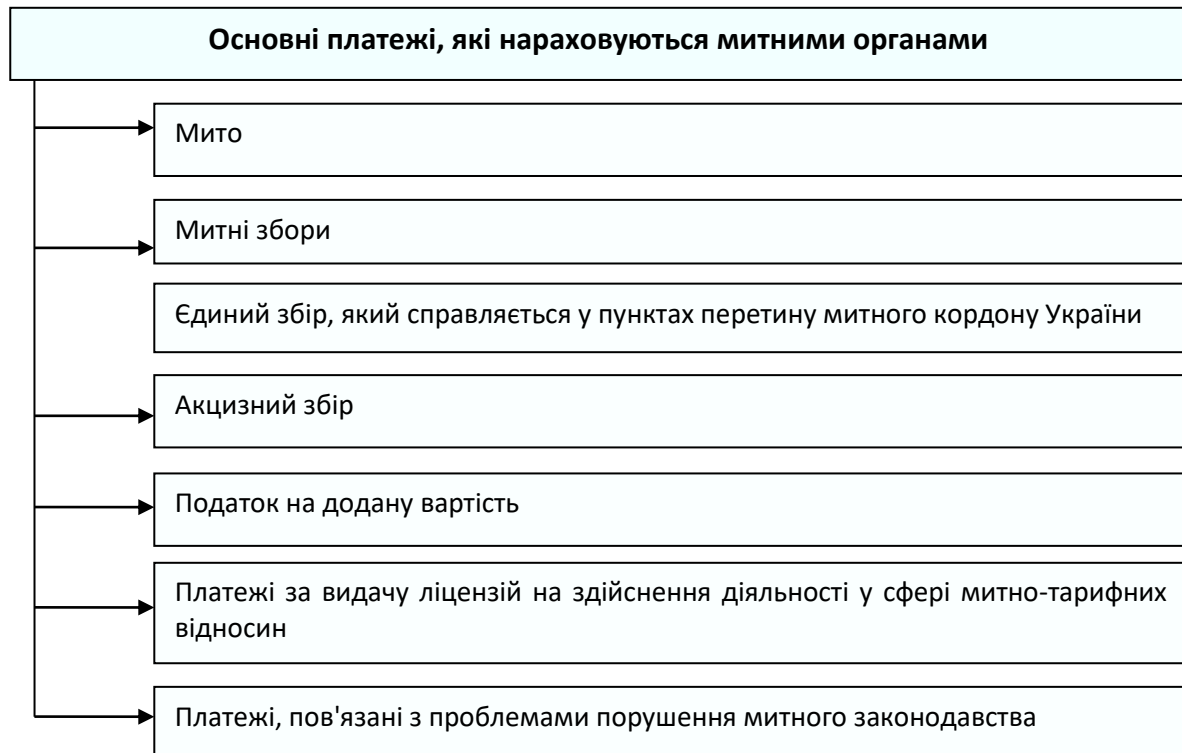 Основні платежі, які нараховуються митними органами
Мито
Митні збори
Єдиний збір, який справляється у пунктах перетину митного кордону України
Акцизний збір
Податок на додану вартість
Платежі за видачу ліцензій на здійснення діяльності у сфері митно-тарифних
відносин
Платежі, пов'язані з проблемами порушення митного законодавства